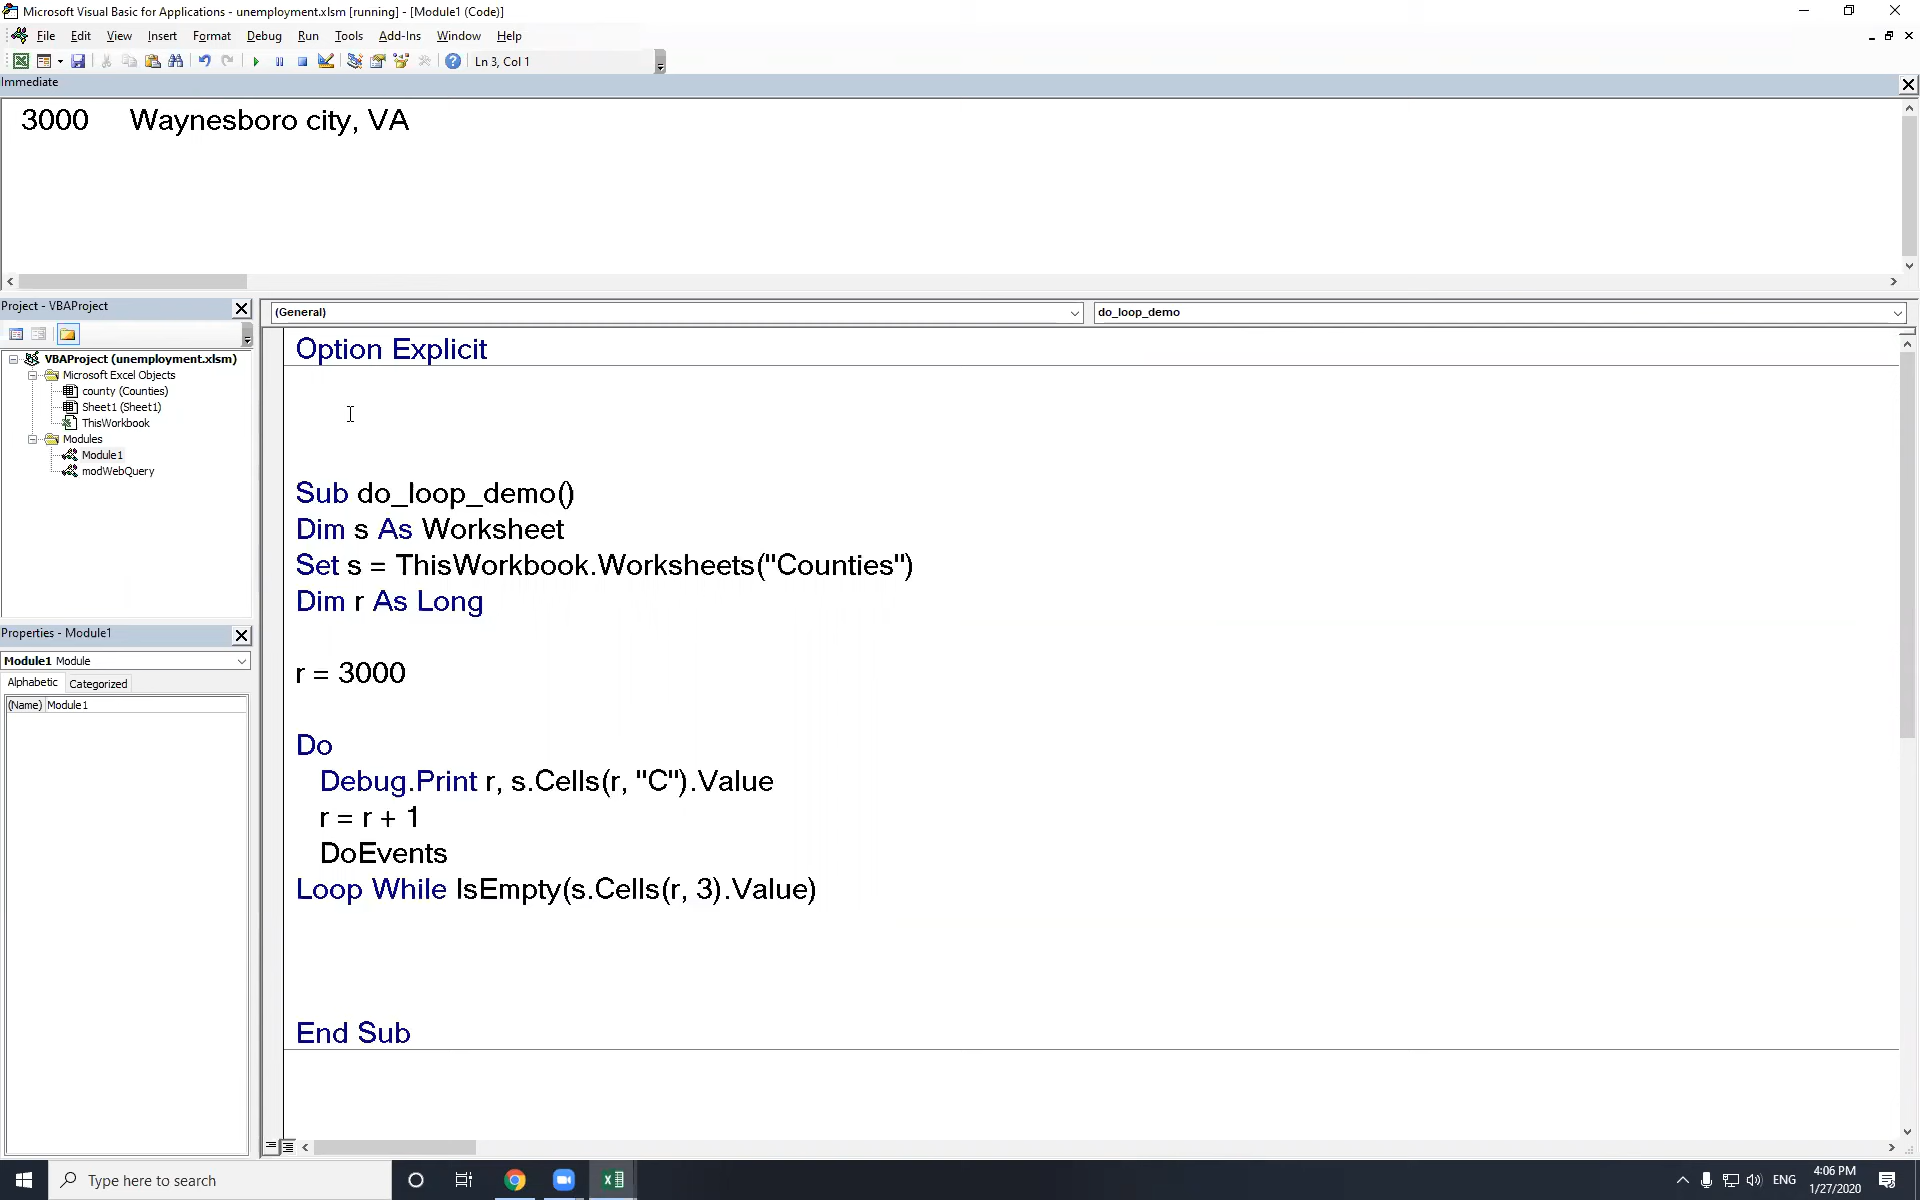 Microsoft Visual Basic for Applications - unemployment.xlsm [running] - [Module1 (Code)]
File Edit View Insert Format Debug Run Tools Add-Ins Window Help
Ln 3, Col 1
Immediate
3000 Waynesboro city, VA
Project - VBAProject
VBAProject (unemployment.xlsm)
Microsoft Excel Objects
county (Counties)
Sheet1 (Sheet1)
ThisWorkbook
Modules
Module1
modWebQuery
Properties - Module1
Module1 Module
Alphabetic Categorized
(Name) Module1
(General) do_loop_demo
Option Explicit
Sub do_loop_demo()
Dim s As Worksheet
Set s = ThisWorkbook.Worksheets("Counties")
Dim r As Long
r = 3000
Do
Debug.Print r, s.Cells(r, "C").Value
r = r + 1
DoEvents
Loop While IsEmpty(s.Cells(r, 3).Value)
End Sub
Type here to search
ENG
4:06 PM
1/27/2020